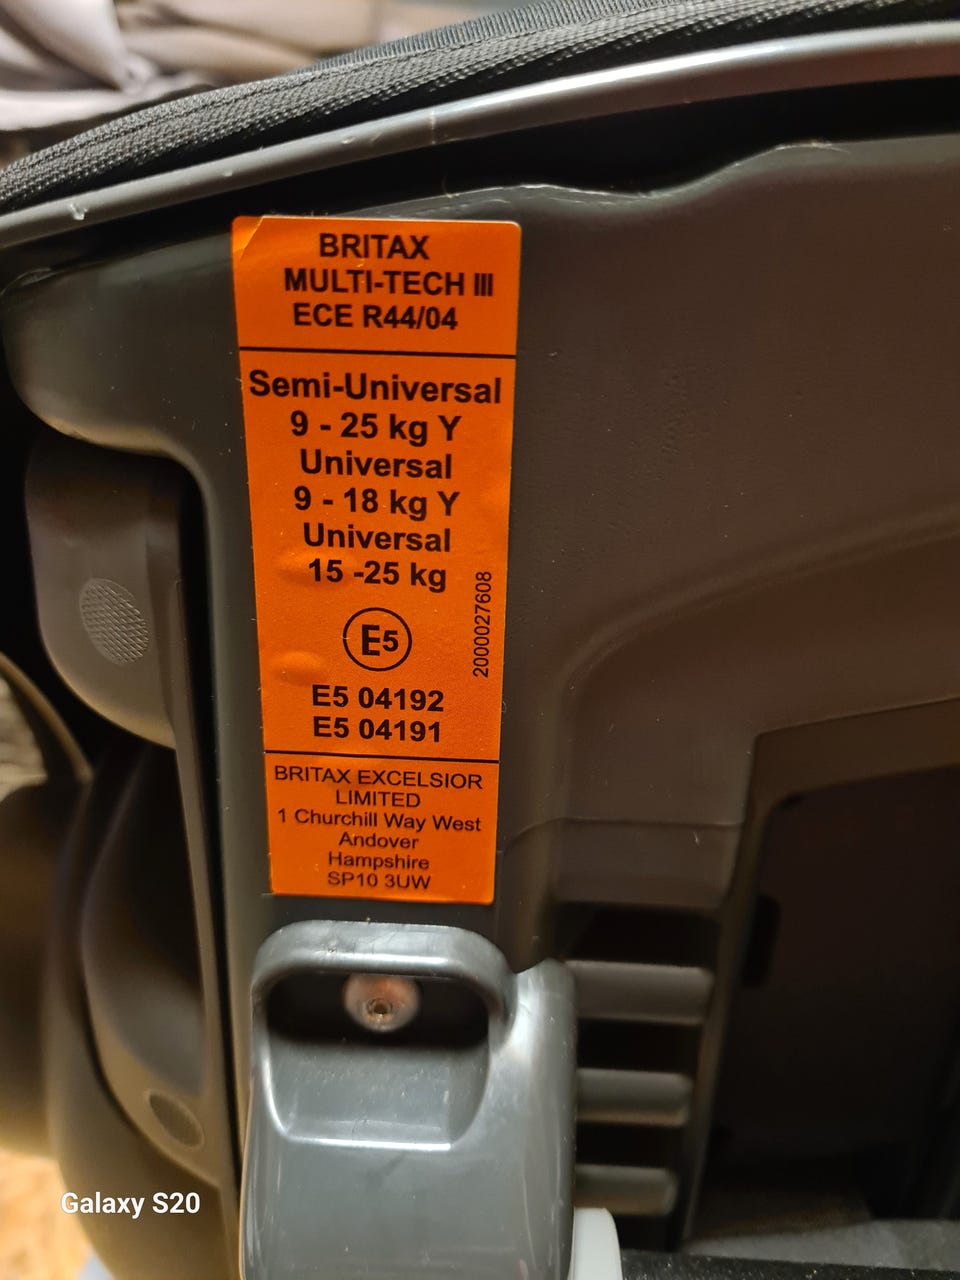 BRITAX
MULTI-TECH III
ECE R44/04
Semi-Universal
9 - 25 kg Y
Universal
9 - 18 kg Y
Universal
15 -25 kg
2000027608
E5
E5 04192
E5 04191
BRITAX EXCELSIOR
LIMITED
1 Churchill Way West
Andover
Hampshire
SP10 3UW
Galaxy S20